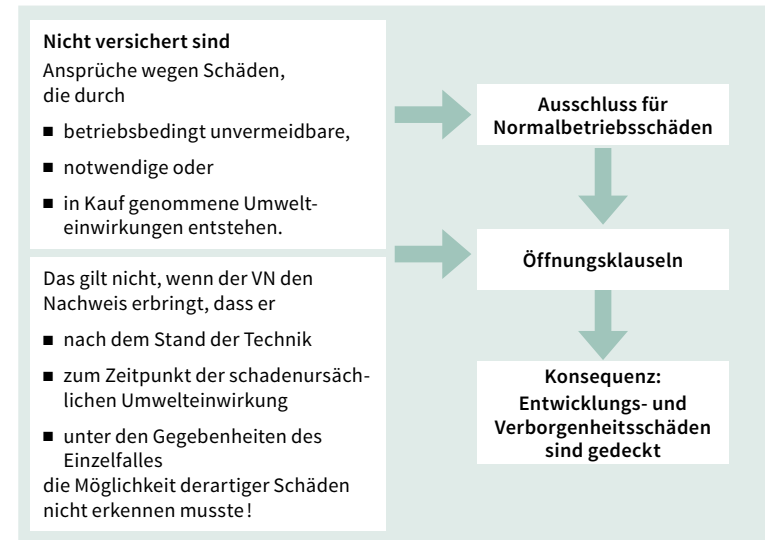 Nicht versichert sind
Ansprüche wegen Schäden,
die durch
■ betriebsbedingt unvermeidbare,
■ notwendige oder
■ in Kauf genommene Umwelt-
einwirkungen entstehen.
Das gilt nicht, wenn der VN den
Nachweis erbringt, dass er
■ nach dem Stand der Technik
■ zum Zeitpunkt der schadenursäch-
lichen Umwelteinwirkung
■ unter den Gegebenheiten des
Einzelfalles
die Möglichkeit derartiger Schäden
nicht erkennen musste!
Ausschluss für
Normalbetriebsschäden
Öffnungsklauseln
Konsequenz:
Entwicklungs- und
Verborgenheitsschäden
sind gedeckt